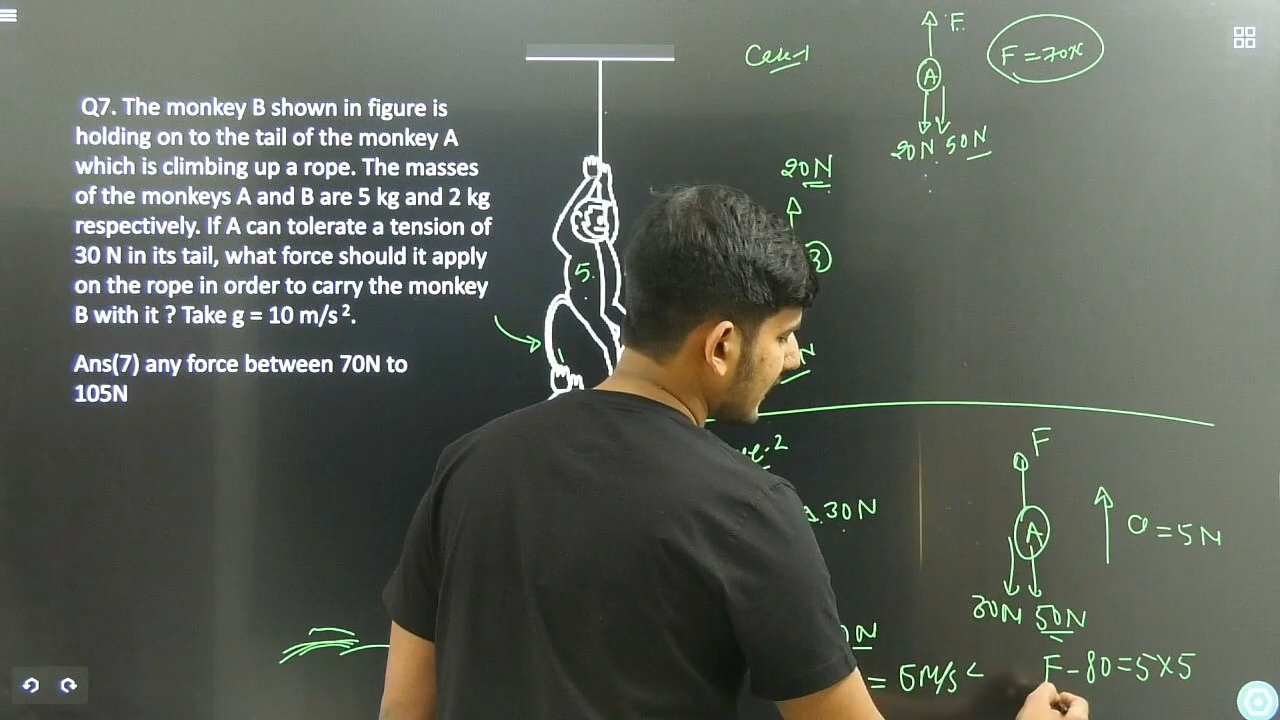 Q7. The monkey B shown in figure is
holding on to the tail of the monkey A
which is climbing up a rope. The masses
of the monkeys A and B are 5 kg and 2 kg
respectively. If A can tolerate a tension of
30 N in its tail, what force should it apply
on the rope in order to carry the monkey
B with it ? Take g = 10 m/s².
Ans(7) any force between 70N to
105N
5
Case-1
F
A
F = 70N
20N 50N
20N
N
-2
30N
F
A
a = 5N
30N 50N
N
= 5M/s²
F - 80 = 5 X 5